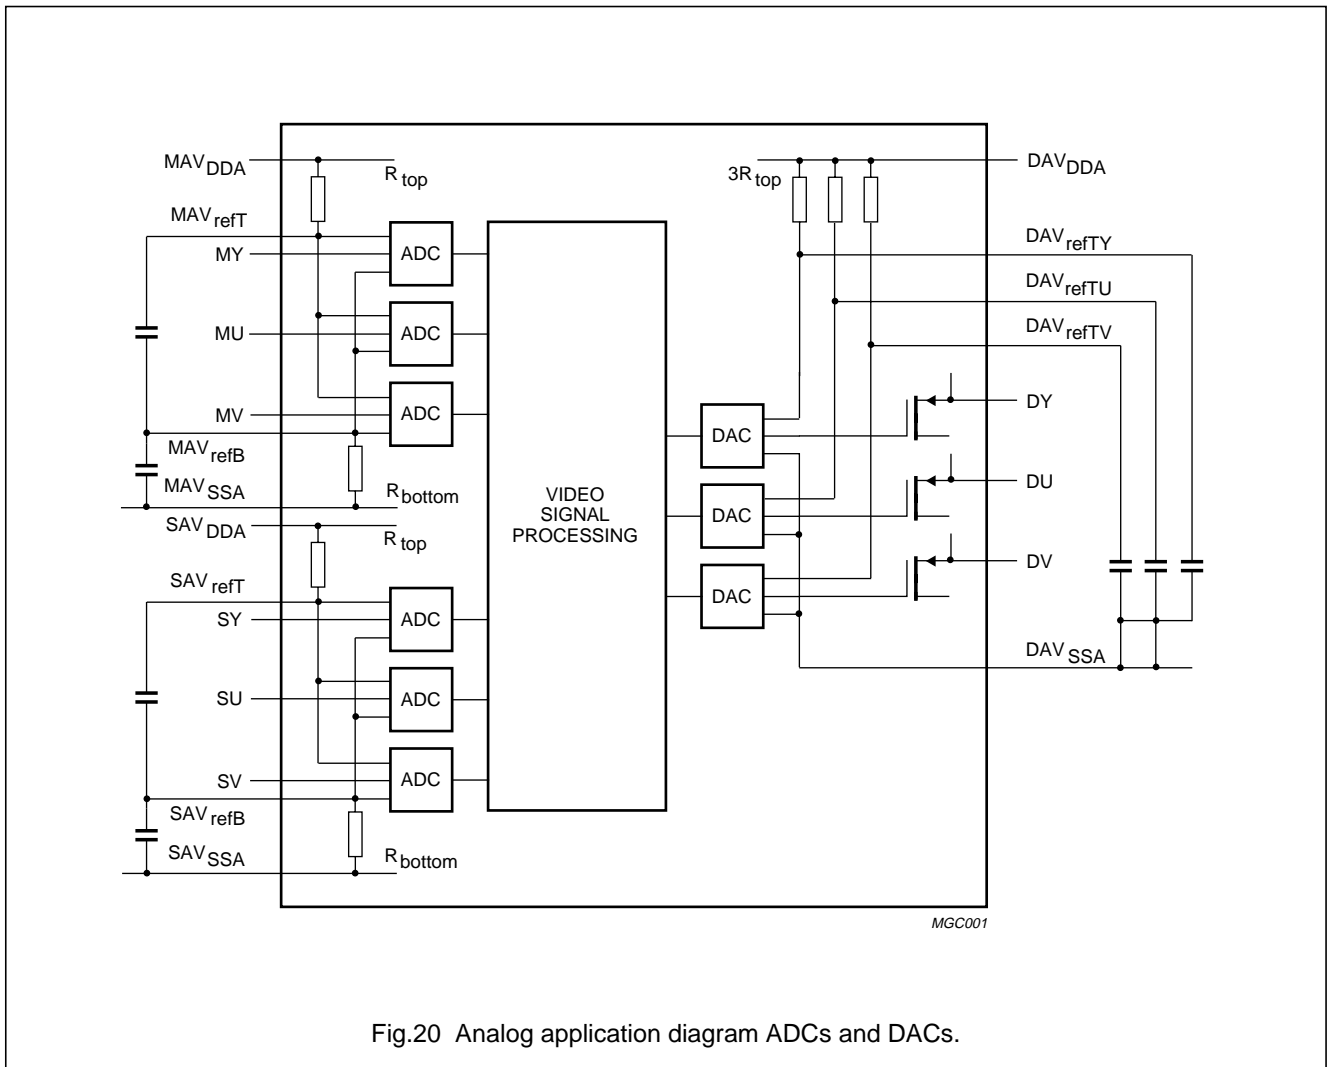 MAVDDA
Rtop
3Rtop
DAVDDA
MAVrefT
MY
ADC
DAVrefTY
DAVrefTU
MU
ADC
DAVrefTV
MV
ADC
DY
DAC
MAVrefB
MAVSSA
Rbottom
DU
VIDEO
SIGNAL
PROCESSING
DAC
SAVDDA
Rtop
DV
SAVrefT
DAC
SY
ADC
DAVSSA
SU
ADC
SV
ADC
SAVrefB
SAVSSA
Rbottom
MGC001
Fig.20 Analog application diagram ADCs and DACs.